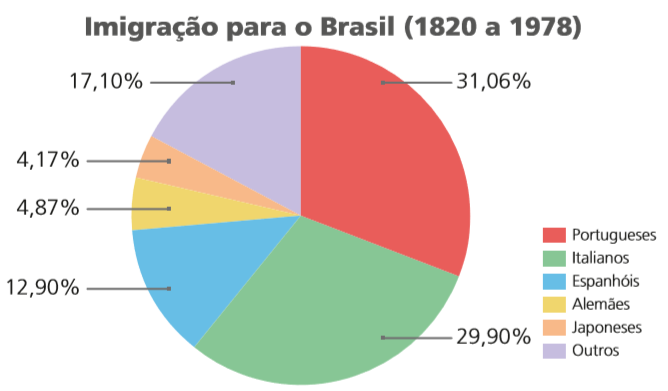 Imigração para o Brasil (1820 a 1978)
17,10%
31,06%
4,17%
4,87%
12,90%
29,90%
Portugueses
Italianos
Espanhóis
Alemães
Japoneses
Outros